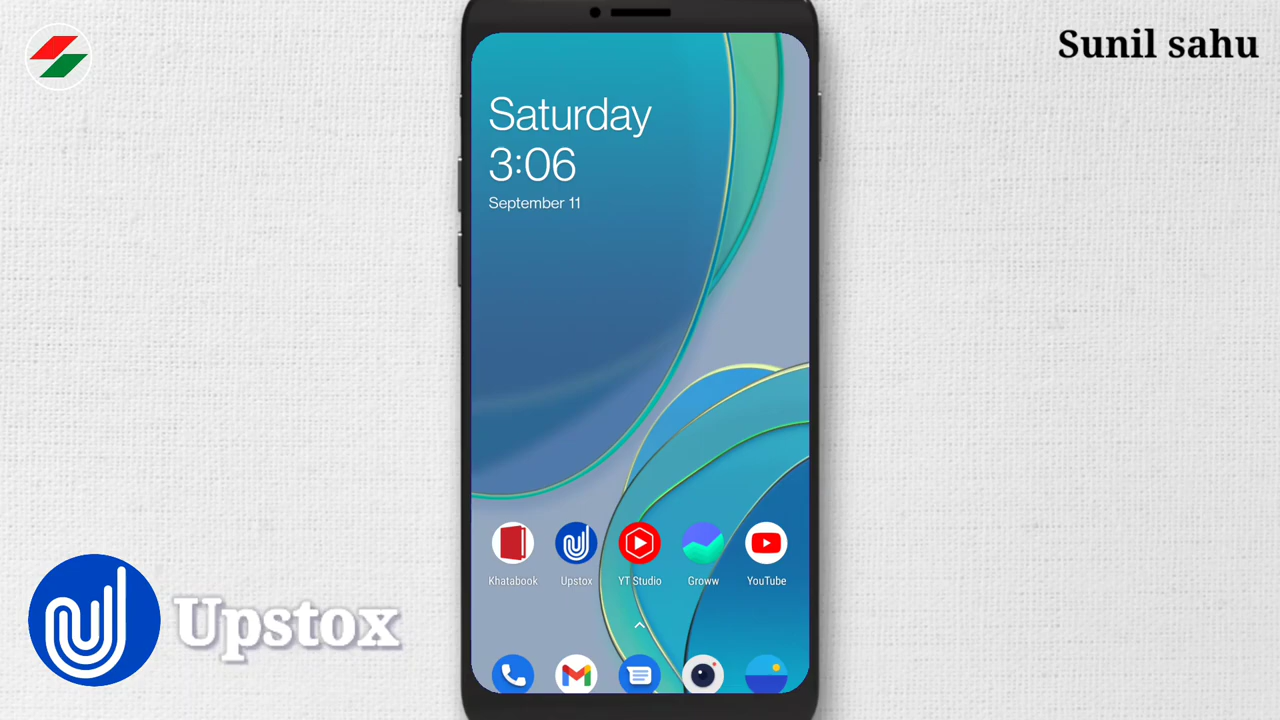 Sunil sahu
Saturday
3:06
September 11
Khatabook
Upstox
YT Studio
Groww
YouTube
Upstox